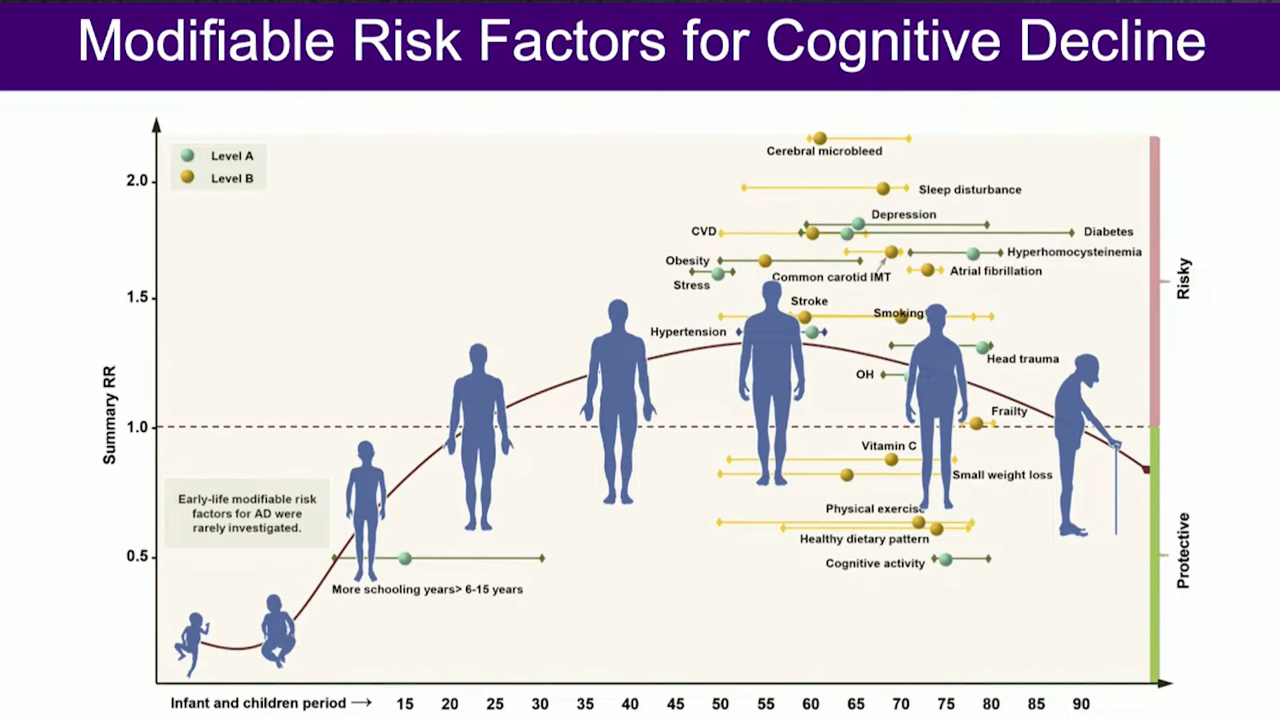 Modifiable Risk Factors for Cognitive Decline
Level A
Level B
Summary RR
2.0
1.5
1.0
0.5
Cerebral microbleed
Sleep disturbance
Depression
CVD
Diabetes
Hyperhomocysteinemia
Obesity
Common carotid IMT
Atrial fibrillation
Stress
Stroke
Smoking
Hypertension
Head trauma
OH
Frailty
Vitamin C
Small weight loss
Physical exercise
Healthy dietary pattern
Cognitive activity
Early-life modifiable risk
factors for AD were
rarely investigated.
More schooling years> 6-15 years
Risky
Protective
Infant and children period → 15 20 25 30 35 40 45 50 55 60 65 70 75 80 85 90